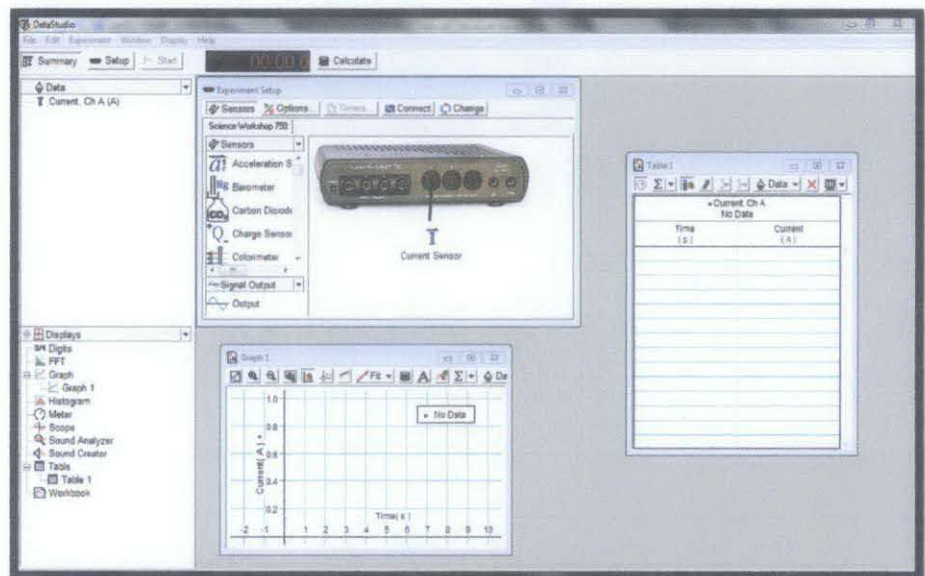 DataStudio
File Edit Experiment Window Display Help
Summary Setup Start 00:00.0 Calculate
Data
Current, Ch A (A)
Experiment Setup
Sensors Options Timers Connect Change
Science Workshop 750
Sensors
Acceleration S
Barometer
Carbon Dioxide
Charge Sensor
Colorimeter
Signal Output
Output
Current Sensor
Table 1
Data
Current, Ch A
No Data
Time Current
( s ) ( A )
Displays
Digits
FFT
Graph
Graph 1
Histogram
Meter
Scope
Sound Analyzer
Sound Creator
Table
Table 1
Workbook
Graph 1
Fit A Σ De
No Data
1.0
0.8
0.6
0.4
0.2
Current( A )
Time( s )
-2 -1 1 2 3 4 5 6 7 8 9 10